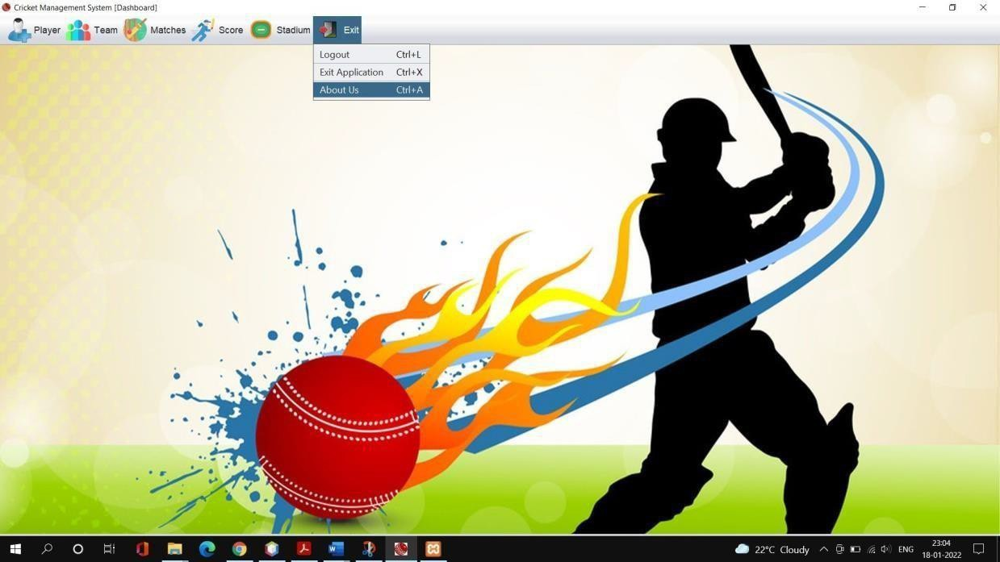 Cricket Management System [Dashboard]
Player Team Matches Score Stadium Exit
Logout Ctrl+L
Exit Application Ctrl+X
About Us Ctrl+A
22°C Cloudy ENG 23:04
18-01-2022